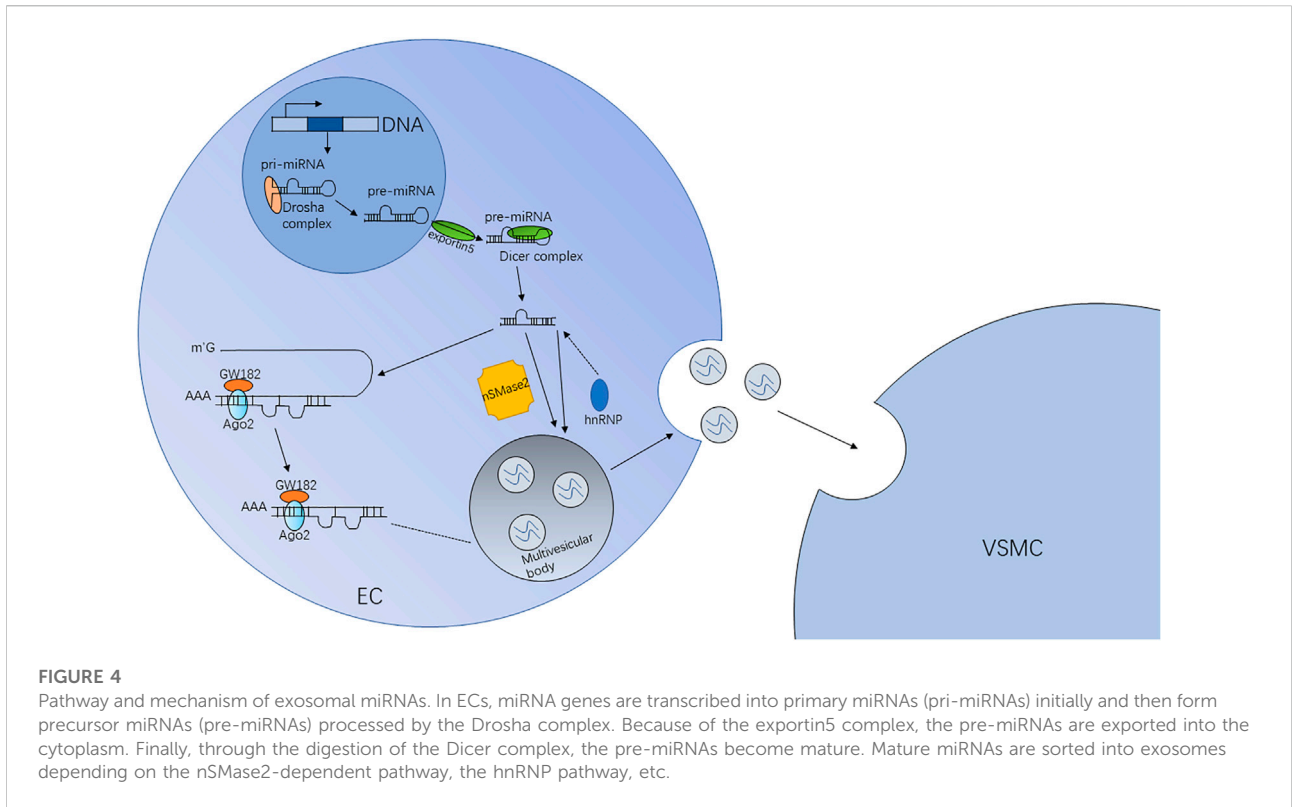 DNA
pri-miRNA
Drosha
complex
pre-miRNA
exportin5
pre-miRNA
Dicer complex
m'G
GW182
AAA
Ago2
nSMase2
hnRNP
GW182
AAA
Ago2
Multivesicular
body
EC
VSMC
FIGURE 4
Pathway and mechanism of exosomal miRNAs. In ECs, miRNA genes are transcribed into primary miRNAs (pri-miRNAs) initially and then form
precursor miRNAs (pre-miRNAs) processed by the Drosha complex. Because of the exportin5 complex, the pre-miRNAs are exported into the
cytoplasm. Finally, through the digestion of the Dicer complex, the pre-miRNAs become mature. Mature miRNAs are sorted into exosomes
depending on the nSMase2-dependent pathway, the hnRNP pathway, etc.